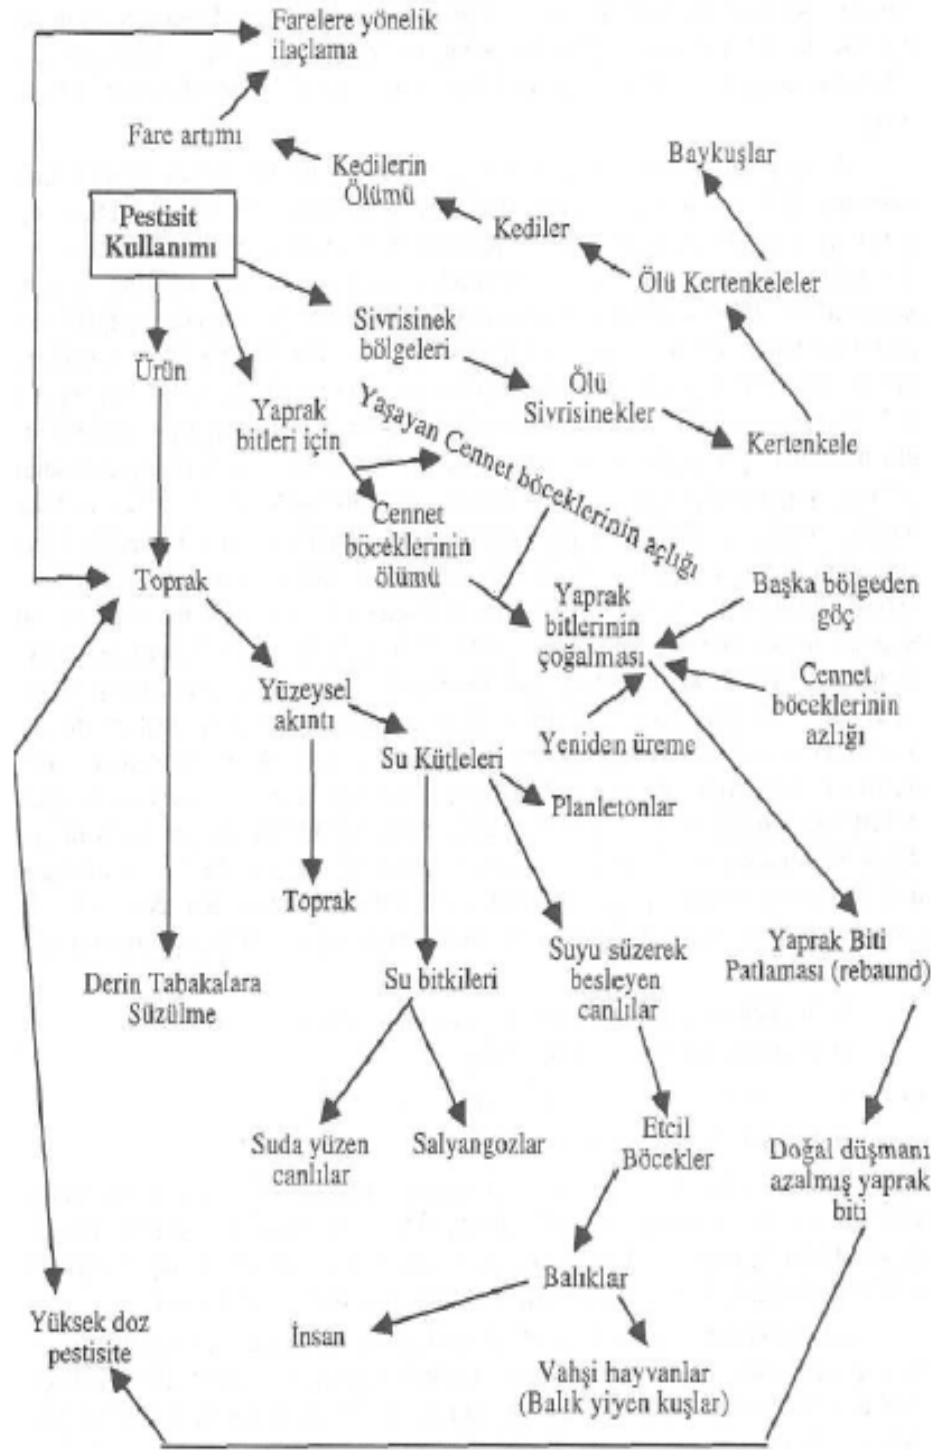 Farelere yönelik
ilaçlama
Fare artımı
Kedilerin
Ölümü
Baykuşlar
Pestisit
Kullanımı
Kediler
Ölü Kertenkeleler
Sivrisinek
bölgeleri
Ürün
Ölü
Sivrisinekler
Yaprak
bitleri için
Yaşayan Cennet böceklerinin açlığı
Kertenkele
Cennet
böceklerinin
ölümü
Toprak
Yaprak
bitlerinin
çoğalması
Başka bölgeden
göç
Cennet
böceklerinin
azlığı
Yüzeysel
akıntı
Yeniden üreme
Su Kütleleri
Planletonlar
Toprak
Derin Tabakalara
Süzülme
Su bitkileri
Suyu süzerek
besleyen
canlılar
Yaprak Biti
Patlaması (rebaund)
Suda yüzen
canlılar
Salyangozlar
Etcil
Böcekler
Doğal düşmanı
azalmış yaprak
biti
Balıklar
Yüksek doz
pestisite
İnsan
Vahşi hayvanlar
(Balık yiyen kuşlar)